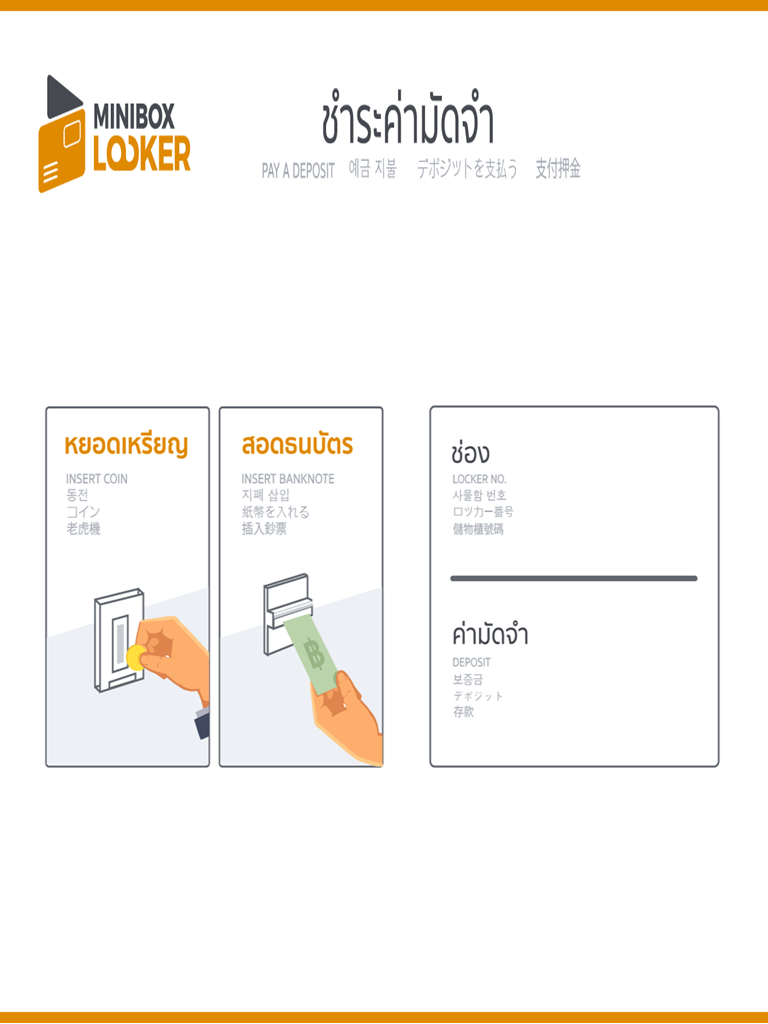 MINIBOX
LOCKER
ชำระค่ามัดจำ
PAY A DEPOSIT 예금 지불 デポジットを支払う 支付押金
หยอดเหรียญ
INSERT COIN
동전
コイン
老虎機
สอดธนบัตร
INSERT BANKNOTE
지폐 삽입
紙幣を入れる
插入鈔票
฿
ช่อง
LOCKER NO.
사물함 번호
ロッカー番号
儲物櫃號碼
ค่ามัดจำ
DEPOSIT
보증금
デポジット
存款